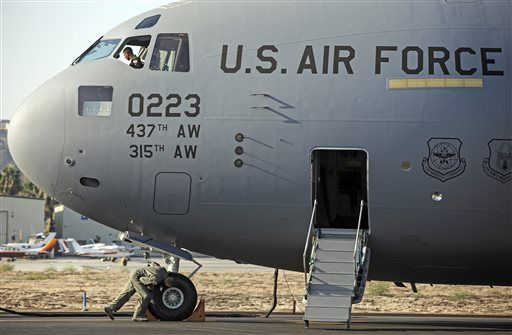 U.S. AIR FORCE
0223
437TH AW
315TH AW